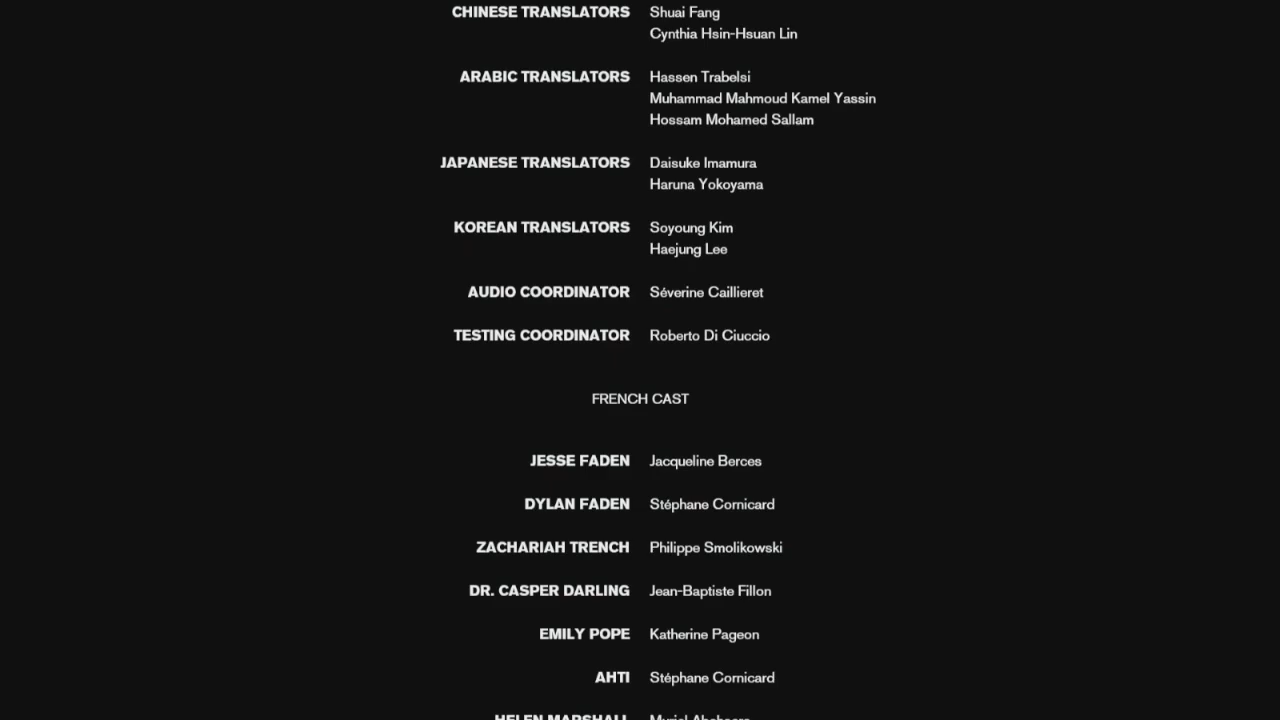 CHINESE TRANSLATORS Shuai Fang
Cynthia Hsin-Hsuan Lin
ARABIC TRANSLATORS Hassen Trabelsi
Muhammad Mahmoud Kamel Yassin
Hossam Mohamed Sallam
JAPANESE TRANSLATORS Daisuke Imamura
Haruna Yokoyama
KOREAN TRANSLATORS Soyoung Kim
Haejung Lee
AUDIO COORDINATOR Séverine Caillieret
TESTING COORDINATOR Roberto Di Ciuccio
FRENCH CAST
JESSE FADEN Jacqueline Berces
DYLAN FADEN Stéphane Cornicard
ZACHARIAH TRENCH Philippe Smolikowski
DR. CASPER DARLING Jean-Baptiste Fillon
EMILY POPE Katherine Pageon
AHTI Stéphane Cornicard
HELEN MARSHALL